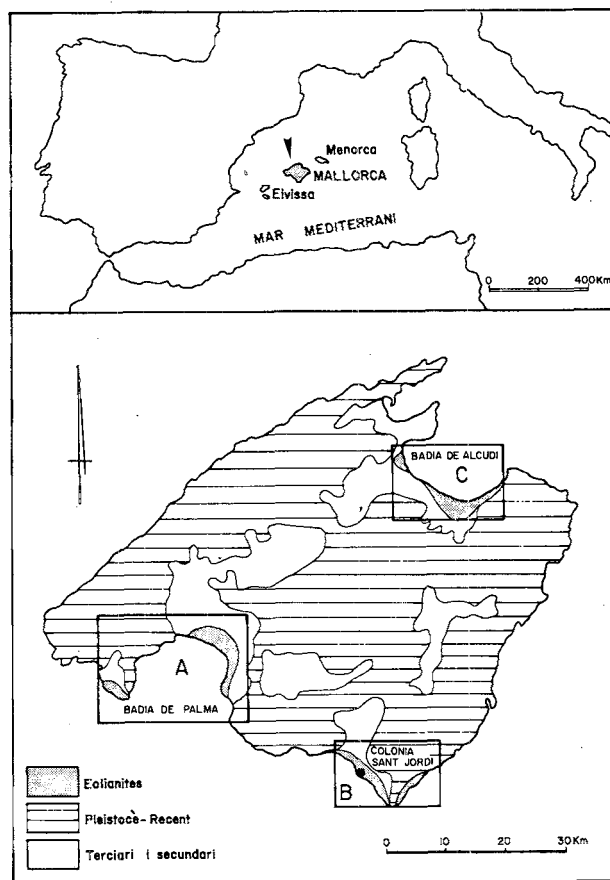 Menorca
MALLORCA
Eivissa
MAR MEDITERRANI
0 200 400Km
BADIA DE ALCUDI
C
A
BADIA DE PALMA
COLONIA
SANT JORDI
B
Eolianites
Pleistocè-Recent
Terciari i secundari
0 10 20 30Km